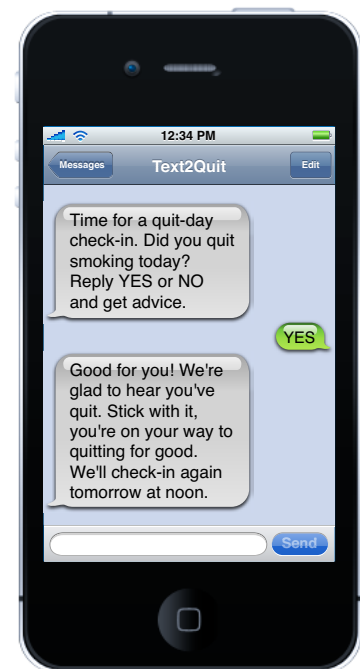 12:34 PM
Messages
Text2Quit
Edit
Time for a quit-day
check-in. Did you quit
smoking today?
Reply YES or NO
and get advice.
YES
Good for you! We're
glad to hear you've
quit. Stick with it,
you're on your way to
quitting for good.
We'll check-in again
tomorrow at noon.
Send